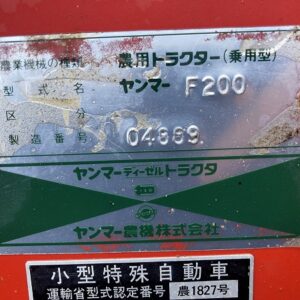 農業機械の種類 農用トラクター(乗用型)
型式名 ヤンマー F200
区分
製造番号 04889
ヤンマーディーゼルトラクタ
ヤンマー農機株式会社
小型特殊自動車
運輸省型式認定番号 農1827号